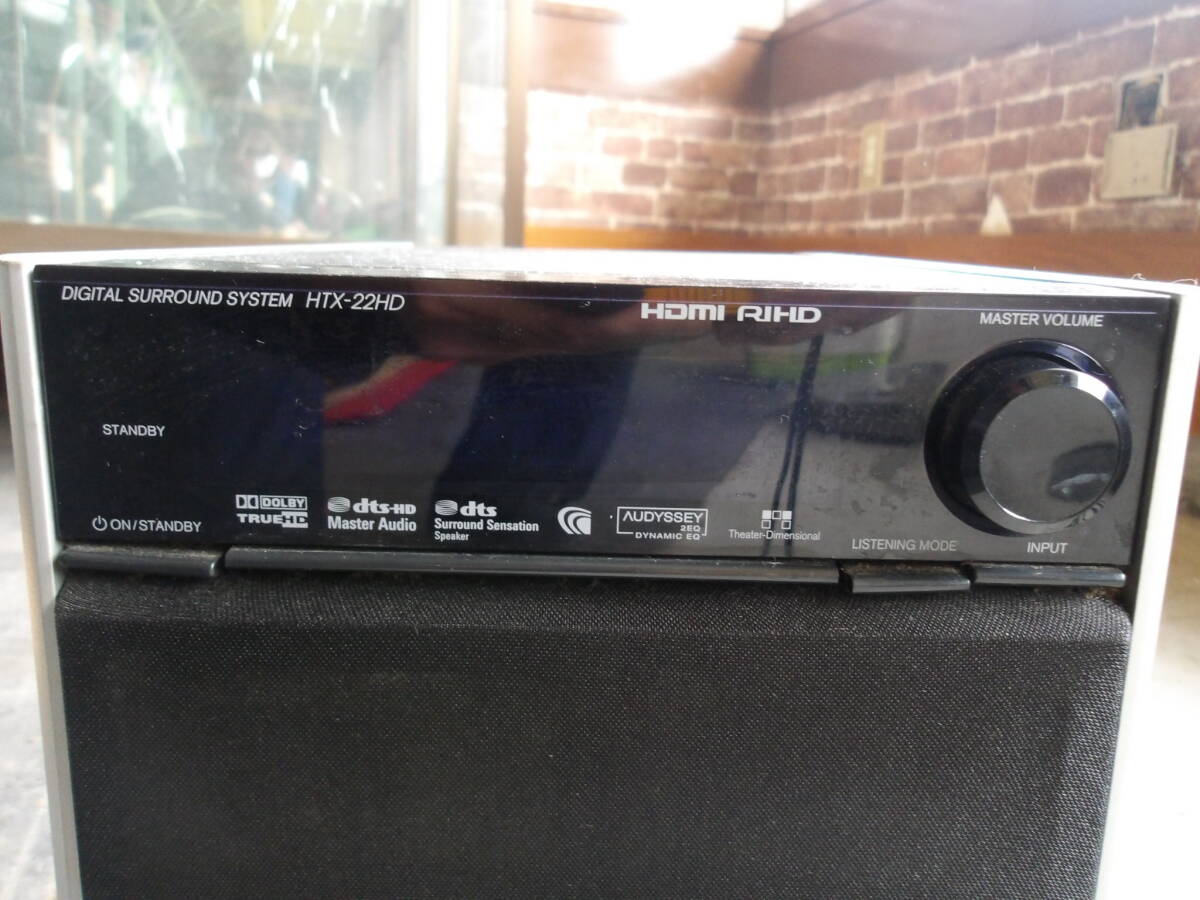 DIGITAL SURROUND SYSTEM HTX-22HD
HDMI RIHD
MASTER VOLUME
STANDBY
ON/STANDBY
DOLBY
TRUEHD
dts-HD
Master Audio
dts
Surround Sensation
Speaker
AUDYSSEY
2EQ
DYNAMIC EQ
Theater-Dimensional
LISTENING MODE
INPUT